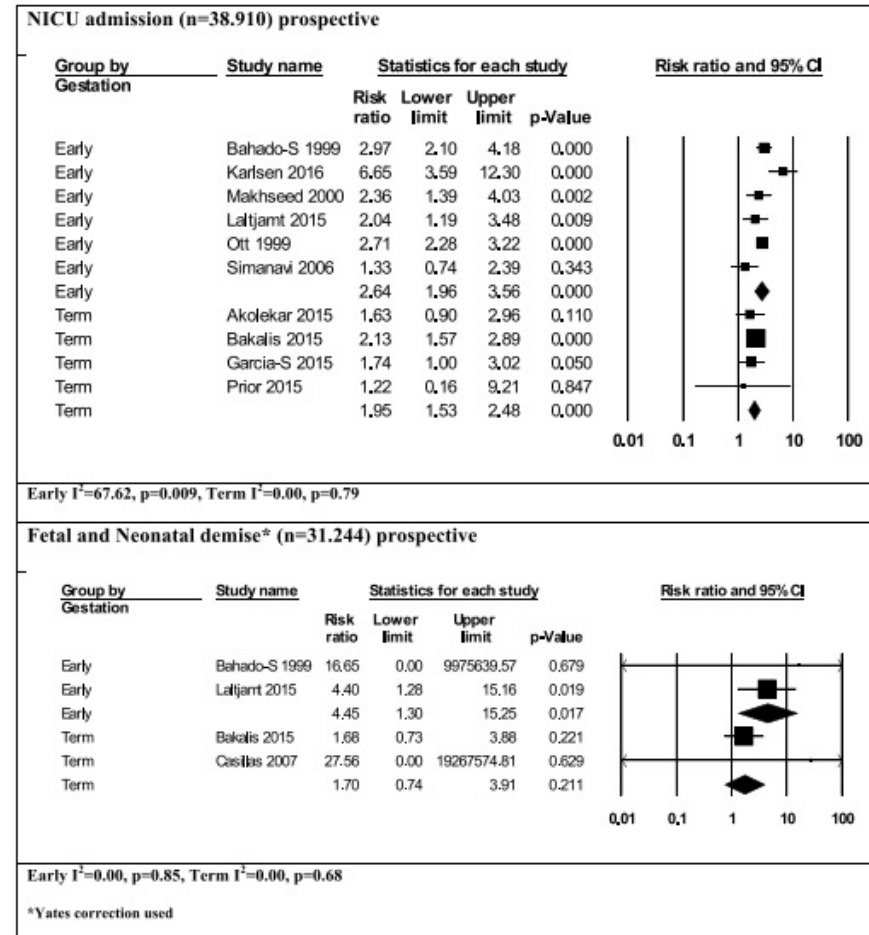 NICU admission (n=38.910) prospective
Group by Study name Statistics for each study Risk ratio and 95% CI
Gestation
Risk Lower Upper
ratio limit limit p-Value
Early Bahado-S 1999 2.97 2.10 4.18 0.000
Early Karlsen 2016 6.65 3.59 12.30 0.000
Early Makhseed 2000 2.36 1.39 4.03 0.002
Early Laltjamt 2015 2.04 1.19 3.48 0.009
Early Ott 1999 2.71 2.28 3.22 0.000
Early Simanavi 2006 1.33 0.74 2.39 0.343
Early 2.64 1.96 3.56 0.000
Term Akolekar 2015 1.63 0.90 2.96 0.110
Term Bakalis 2015 2.13 1.57 2.89 0.000
Term Garcia-S 2015 1.74 1.00 3.02 0.050
Term Prior 2015 1.22 0.16 9.21 0.847
Term 1.95 1.53 2.48 0.000
0.01 0.1 1 10 100
Early I²=67.62, p=0.009, Term I²=0.00, p=0.79
Fetal and Neonatal demise* (n=31.244) prospective
Group by Study name Statistics for each study Risk ratio and 95% CI
Gestation
Risk Lower Upper
ratio limit limit p-Value
Early Bahado-S 1999 16.65 0.00 9975639.57 0.679
Early Laltjamt 2015 4.40 1.28 15.16 0.019
Early 4.45 1.30 15.25 0.017
Term Bakalis 2015 1.68 0.73 3.88 0.221
Term Casillas 2007 27.56 0.00 19267574.81 0.629
Term 1.70 0.74 3.91 0.211
0.01 0.1 1 10 100
Early I²=0.00, p=0.85, Term I²=0.00, p=0.68
*Yates correction used